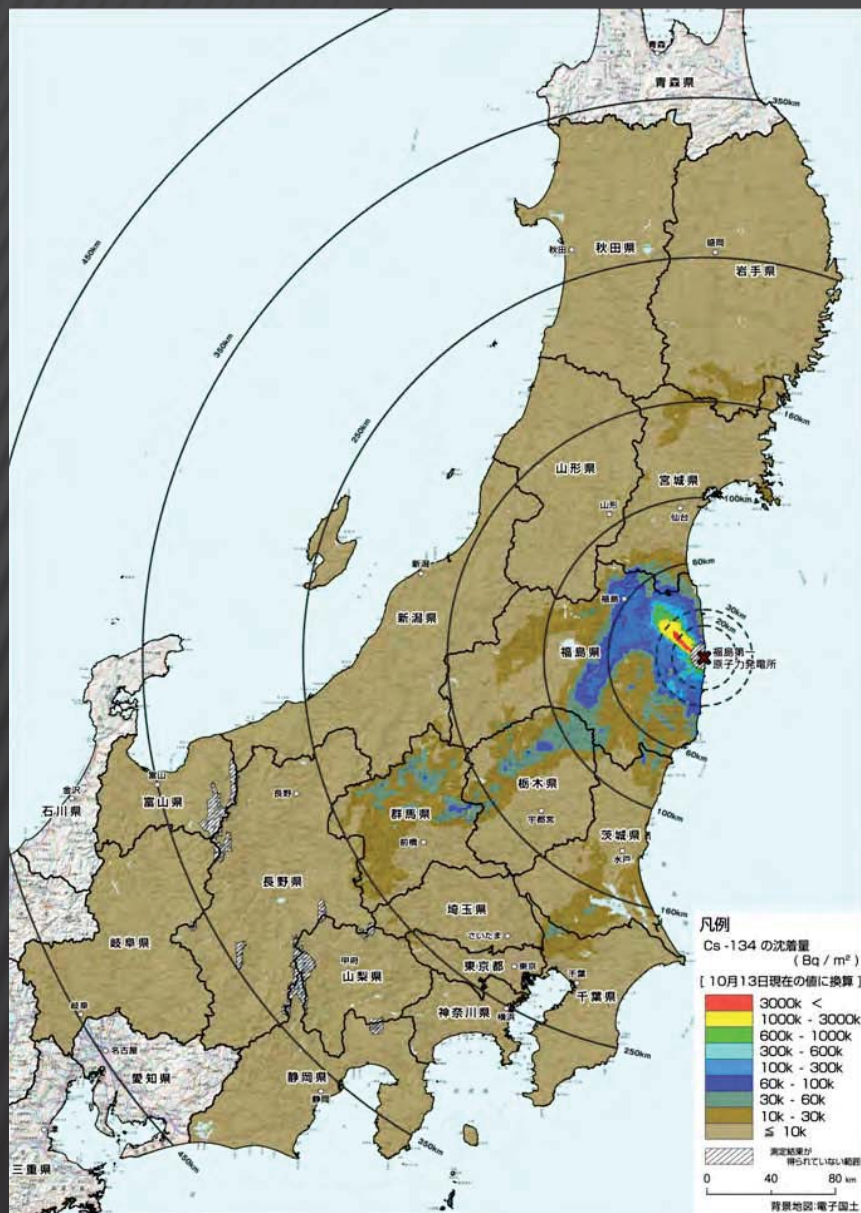 青森
青森県
350km
450km
秋田
秋田県
盛岡
岩手県
350km
250km
160km
山形県
宮城県
山形
仙台
100km
新潟
新潟県
60km
福島
福島県
30km
20km
福島第一
原子力発電所
60km
金沢
石川県
富山
富山県
長野
栃木県
群馬県
宇都宮
前橋
100km
茨城県
水戸
長野県
160km
埼玉県
さいたま
岐阜県
甲府
山梨県
東京都
東京
千葉
千葉県
神奈川県
横浜
岐阜
名古屋
愛知県
静岡県
静岡
250km
350km
450km
津
三重県
凡例
Cs -134 の沈着量
( Bq / m² )
[ 10月13日現在の値に換算 ]
3000k <
1000k - 3000k
600k - 1000k
300k - 600k
100k - 300k
60k - 100k
30k - 60k
10k - 30k
≦ 10k
測定結果が
得られていない範囲
0 40 80 km
背景地図:電子国土